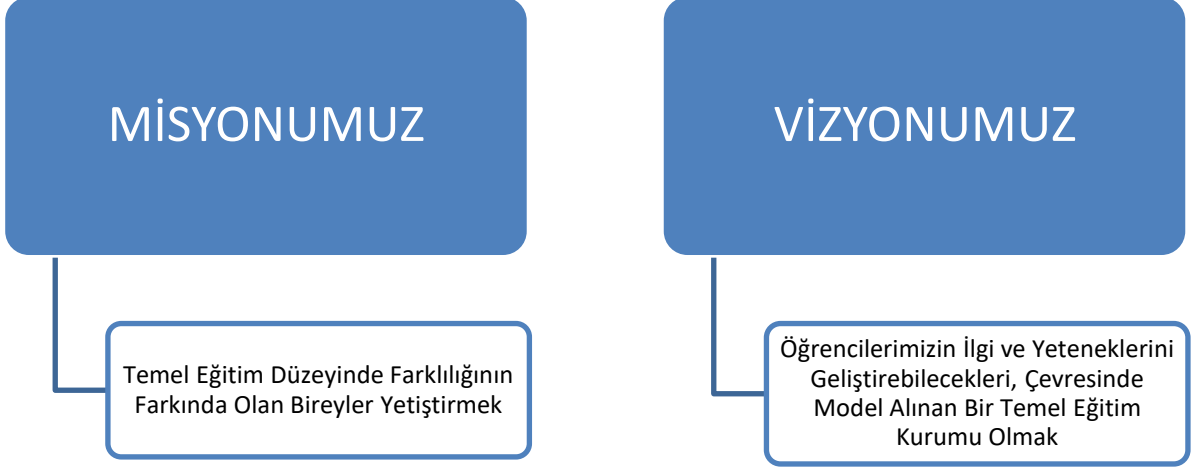 MİSYONUMUZ
Temel Eğitim Düzeyinde Farklılığının
Farkında Olan Bireyler Yetiştirmek
VİZYONUMUZ
Öğrencilerimizin İlgi ve Yeteneklerini
Geliştirebilecekleri, Çevresinde
Model Alınan Bir Temel Eğitim
Kurumu Olmak